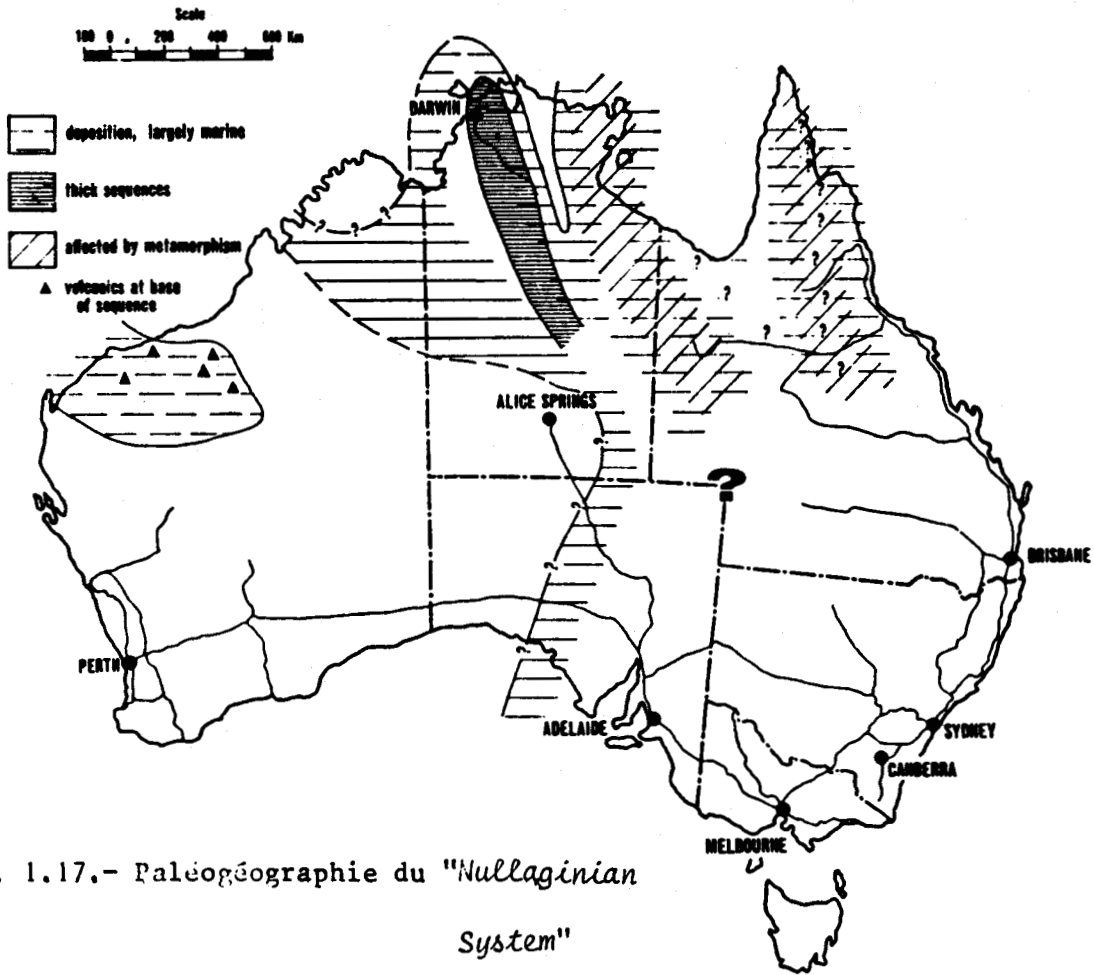 Scale
100 0 . 200 400 600 Km
deposition, largely marine
thick sequences
affected by metamorphism
▲ volcanics at base
of sequence
DARWIN
?
?
?
?
?
?
?
?
?
?
?
?
?
ALICE SPRINGS
?
?
?
?
?
BRISBANE
PERTH
ADELAIDE
SYDNEY
CANBERRA
MELBOURNE
. 1.17.- Paléogéographie du "Nullaginian
System"